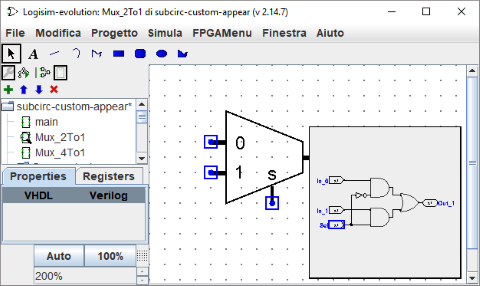 Logisim-evolution: Mux_2To1 di subcirc-custom-appear (v 2.14.7)
File Modifica Progetto Simula FPGAMenu Finestra Aiuto
A
subcirc-custom-appear*
main
Mux_2To1
Mux_4To1
Properties Registers
VHDL Verilog
Auto 100%
200%
0
1
s
In_0
In_1
Sel
Out_1